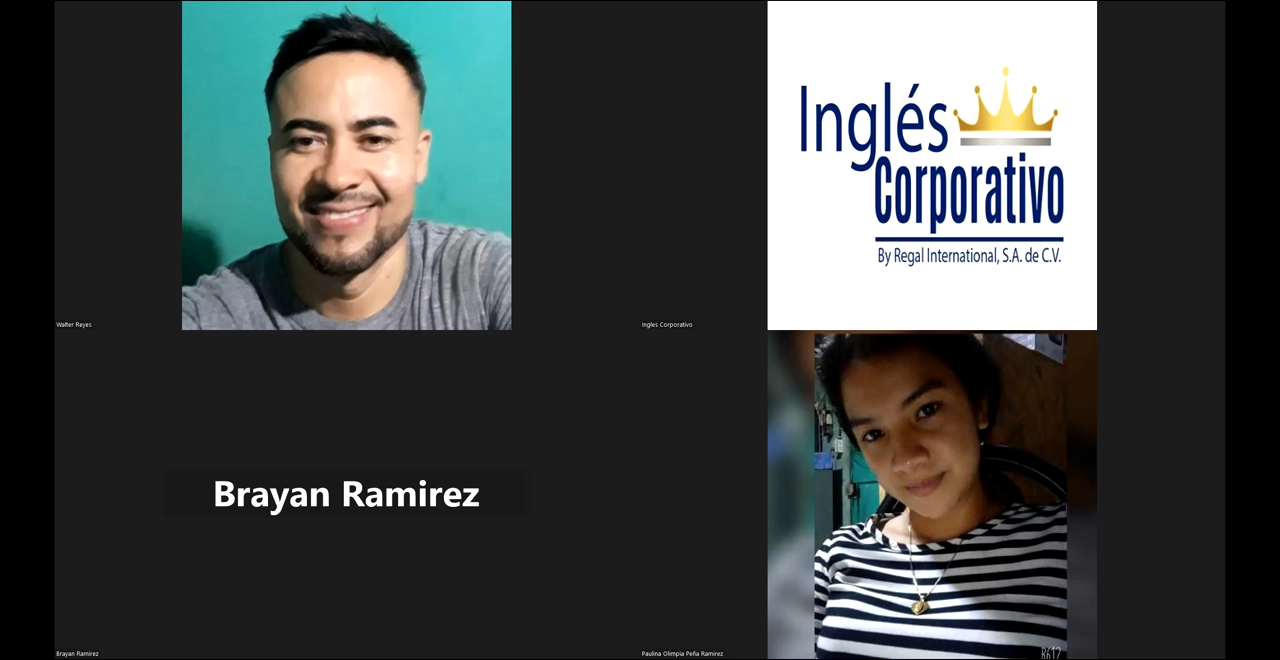 Inglés
Corporativo
By Regal International, S.A. de C.V.
Walter Reyes
Ingles Corporativo
Brayan Ramirez
Brayan Ramirez
Paulina Olimpia Peña Ramirez